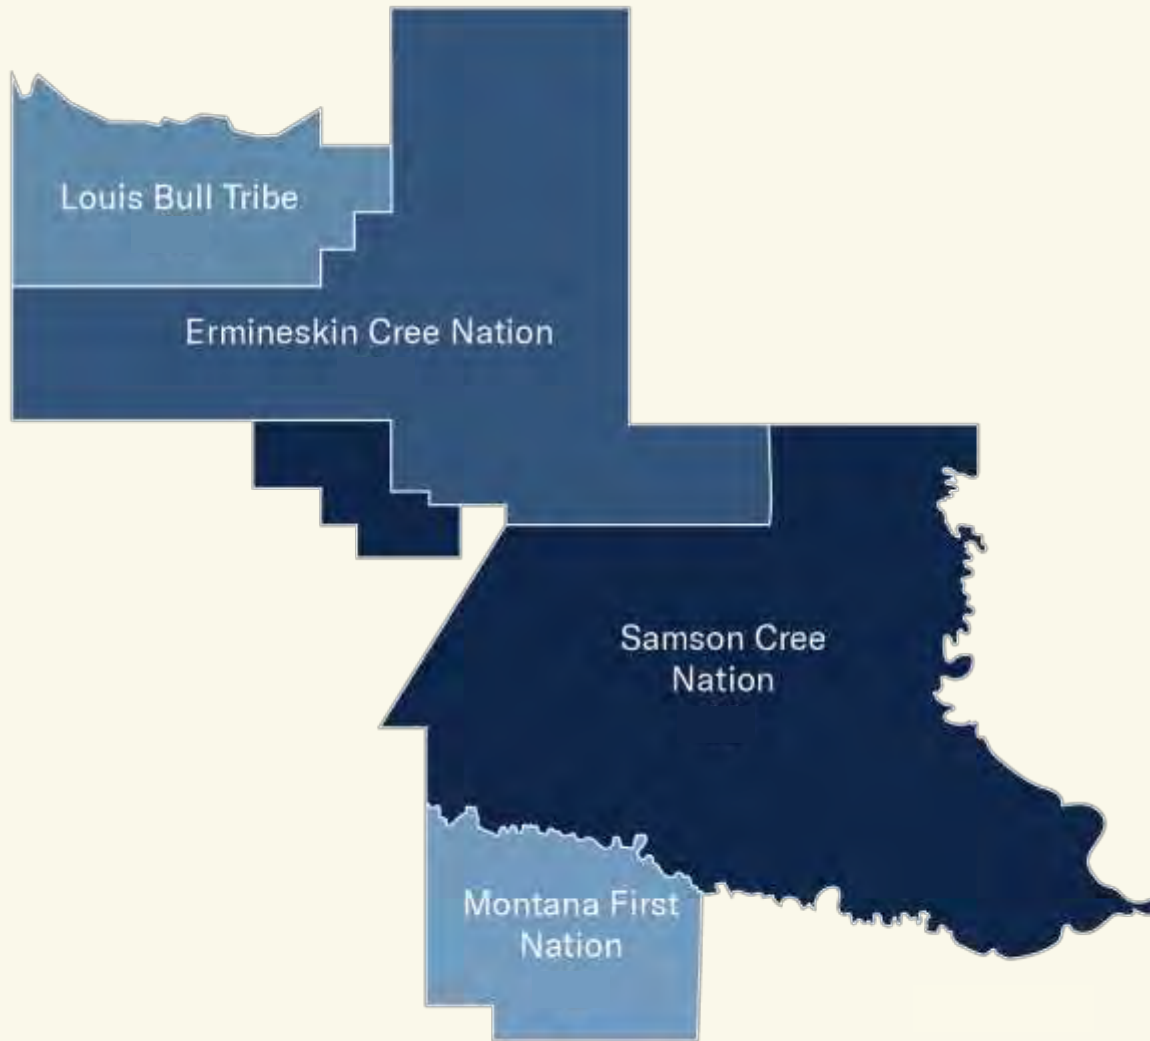 Louis Bull Tribe
Ermineskin Cree Nation
Samson Cree
Nation
Montana First
Nation